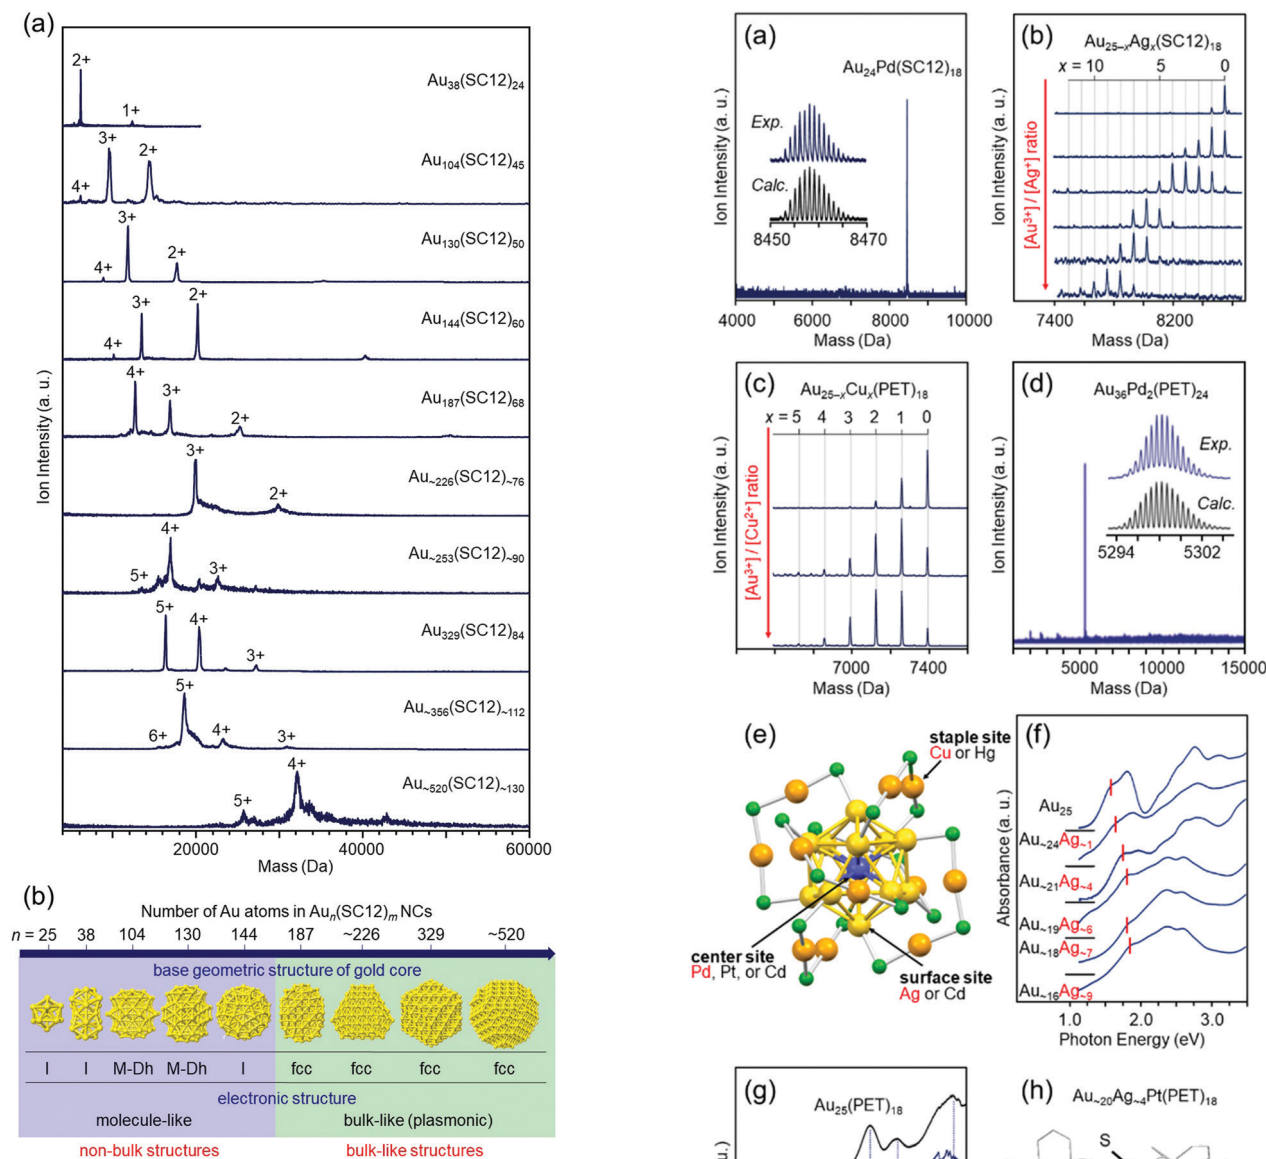 (a)
2+
1+
Au38(SC12)24
3+
2+
4+
Au104(SC12)45
3+
2+
4+
Au130(SC12)50
3+
2+
4+
Au144(SC12)60
4+
3+
2+
Au187(SC12)68
3+
2+
Au~226(SC12)~76
4+
5+
3+
Au~253(SC12)~90
5+
4+
3+
Au329(SC12)84
5+
6+
4+
3+
Au~356(SC12)~112
4+
5+
Au~520(SC12)~130
Ion Intensity (a. u.)
20000 40000 60000
Mass (Da)
(b)
Number of Au atoms in Aun(SC12)m NCs
n = 25 38 104 130 144 187 ~226 329 ~520
base geometric structure of gold core
I I M-Dh M-Dh I fcc fcc fcc fcc
electronic structure
molecule-like bulk-like (plasmonic)
non-bulk structures bulk-like structures
(a)
Au24Pd(SC12)18
Exp.
Calc.
8450 8470
Ion Intensity (a. u.)
4000 6000 8000 10000
Mass (Da)
(b)
Au25–xAgx(SC12)18
x = 10 5 0
[Au3+] / [Ag+] ratio
7400 8200
Mass (Da)
(c)
Au25–xCux(PET)18
x = 5 4 3 2 1 0
Ion Intensity (a. u.)
[Au3+] / [Cu2+] ratio
7000 7400
Mass (Da)
(d)
Au36Pd2(PET)24
Exp.
Calc.
5294 5302
Ion Intensity (a. u.)
5000 10000 15000
Mass (Da)
(e)
staple site
Cu or Hg
center site
Pd, Pt, or Cd
surface site
Ag or Cd
(f)
Au25
Au~24Ag~1
Au~21Ag~4
Au~19Ag~6
Au~18Ag~7
Au~16Ag~9
Absorbance (a. u.)
1.0 2.0 3.0
Photon Energy (eV)
(g)
Au25(PET)18
u.)
(h)
Au~20Ag~4Pt(PET)18
S